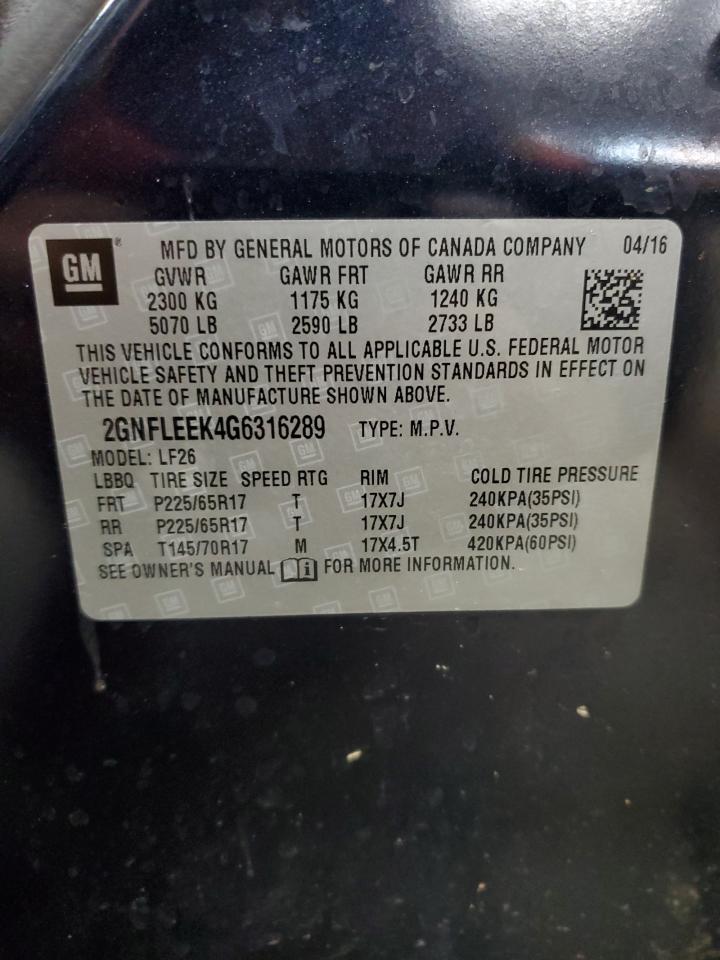 GM ® MFD BY GENERAL MOTORS OF CANADA COMPANY 04/16
GVWR GAWR FRT GAWR RR
2300 KG 1175 KG 1240 KG
5070 LB 2590 LB 2733 LB
THIS VEHICLE CONFORMS TO ALL APPLICABLE U.S. FEDERAL MOTOR
VEHICLE SAFETY AND THEFT PREVENTION STANDARDS IN EFFECT ON
THE DATE OF MANUFACTURE SHOWN ABOVE.
2GNFLEEK4G6316289 TYPE: M.P.V.
MODEL: LF26
LBBQ TIRE SIZE SPEED RTG RIM COLD TIRE PRESSURE
FRT P225/65R17 T 17X7J 240KPA(35PSI)
RR P225/65R17 T 17X7J 240KPA(35PSI)
SPA T145/70R17 M 17X4.5T 420KPA(60PSI)
SEE OWNER'S MANUAL i FOR MORE INFORMATION.